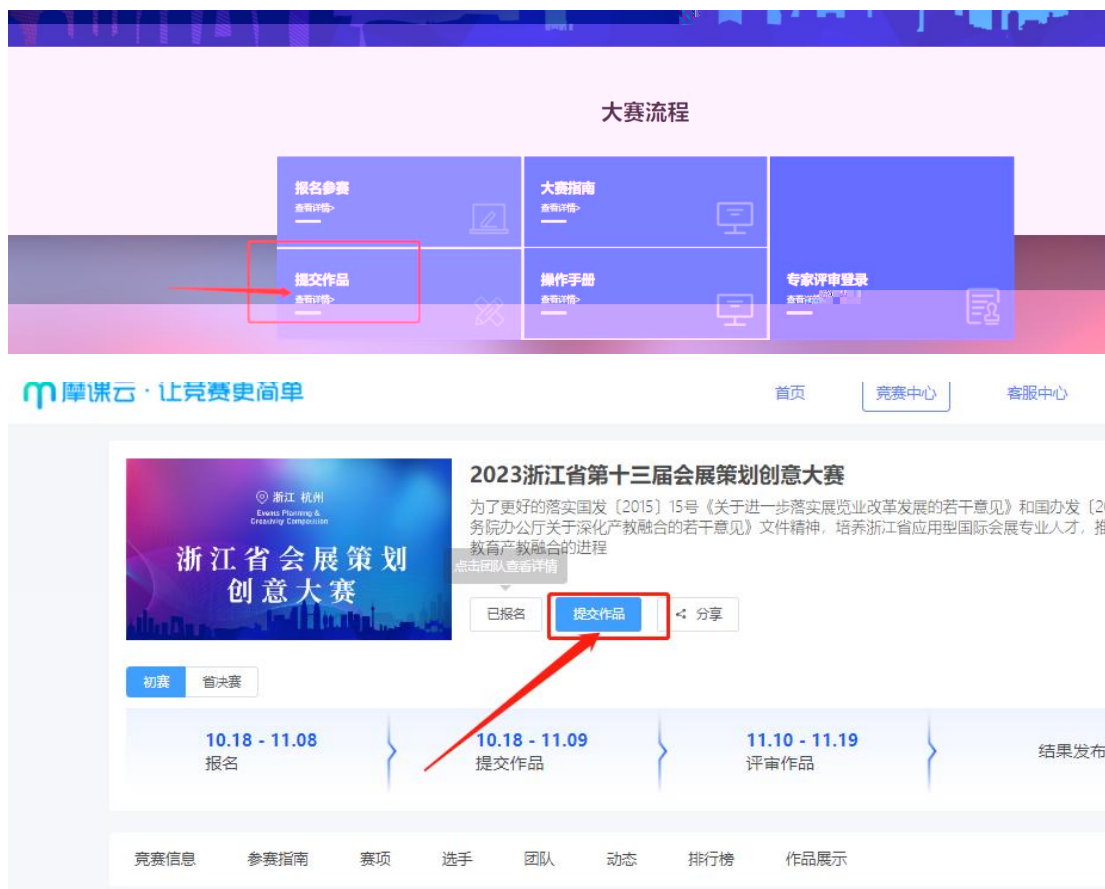 大赛流程
报名参赛
查看详情>
大赛指南
查看详情>
提交作品
查看详情>
操作手册
查看详情>
专家评审登录
查看详情
摩课云·让竞赛更简单
首页
竞赛中心
客服中心
浙江 杭州
Events Planning &
Creativity Competition
浙江省会展策划
创意大赛
2023浙江省第十三届会展策划创意大赛
为了更好的落实国发〔2015〕15号《关于进一步落实展览业改革发展的若干意见》和国办发〔20
务院办公厅关于深化产教融合的若干意见》文件精神，培养浙江省应用型国际会展专业人才，推
教育产教融合的进程
点击团队查看详情
已报名
提交作品
分享
初赛
省决赛
10.18 - 11.08
报名
10.18 - 11.09
提交作品
11.10 - 11.19
评审作品
结果发布
竞赛信息
参赛指南
赛项
选手
团队
动态
排行榜
作品展示